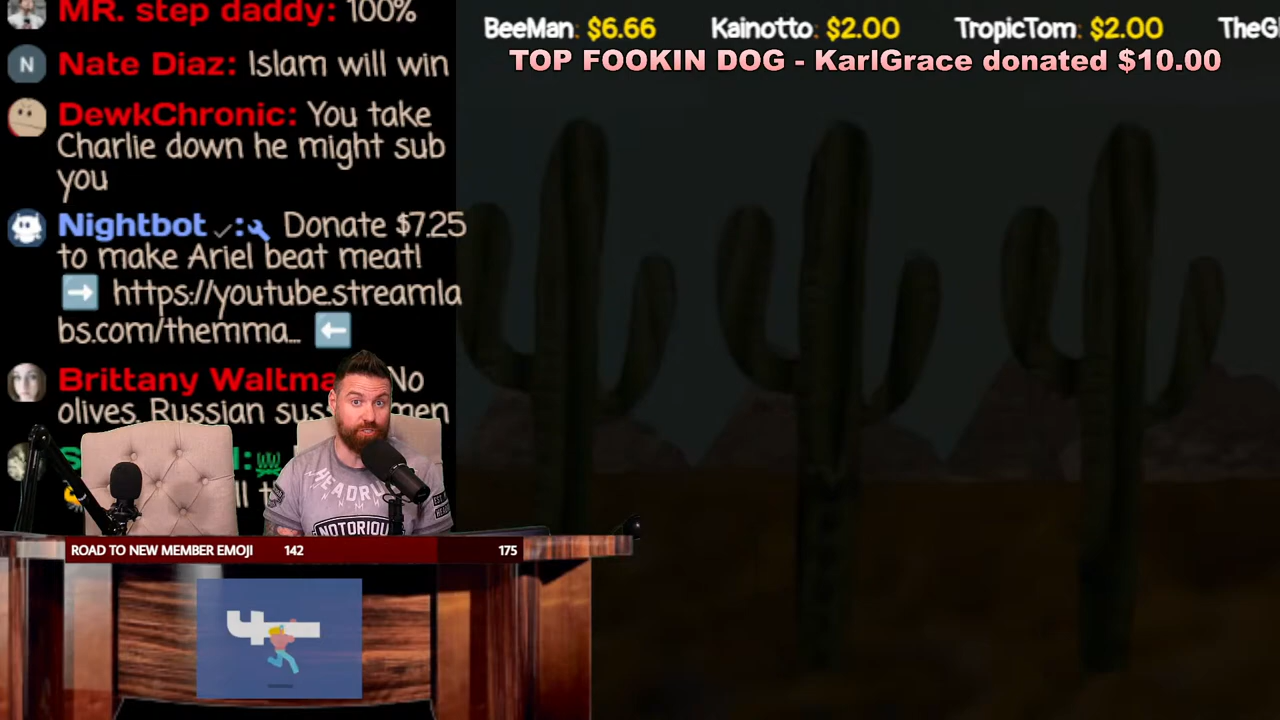 MR. step daddy: 100%
Nate Diaz: Islam will win
DewkChronic: You take
Charlie down he might sub
you
Nightbot ✓: Donate $7.25
to make Ariel beat meat!
➡ https://youtube.streamla
bs.com/themma... ⬅
Brittany Waltma No
olives. Russian sus men
BeeMan: $6.66 Kainotto: $2.00 TropicTom: $2.00 TheG
TOP FOOKIN DOG - KarlGrace donated $10.00
N
NOTORIOU
ROAD TO NEW MEMBER EMOJI 142 175